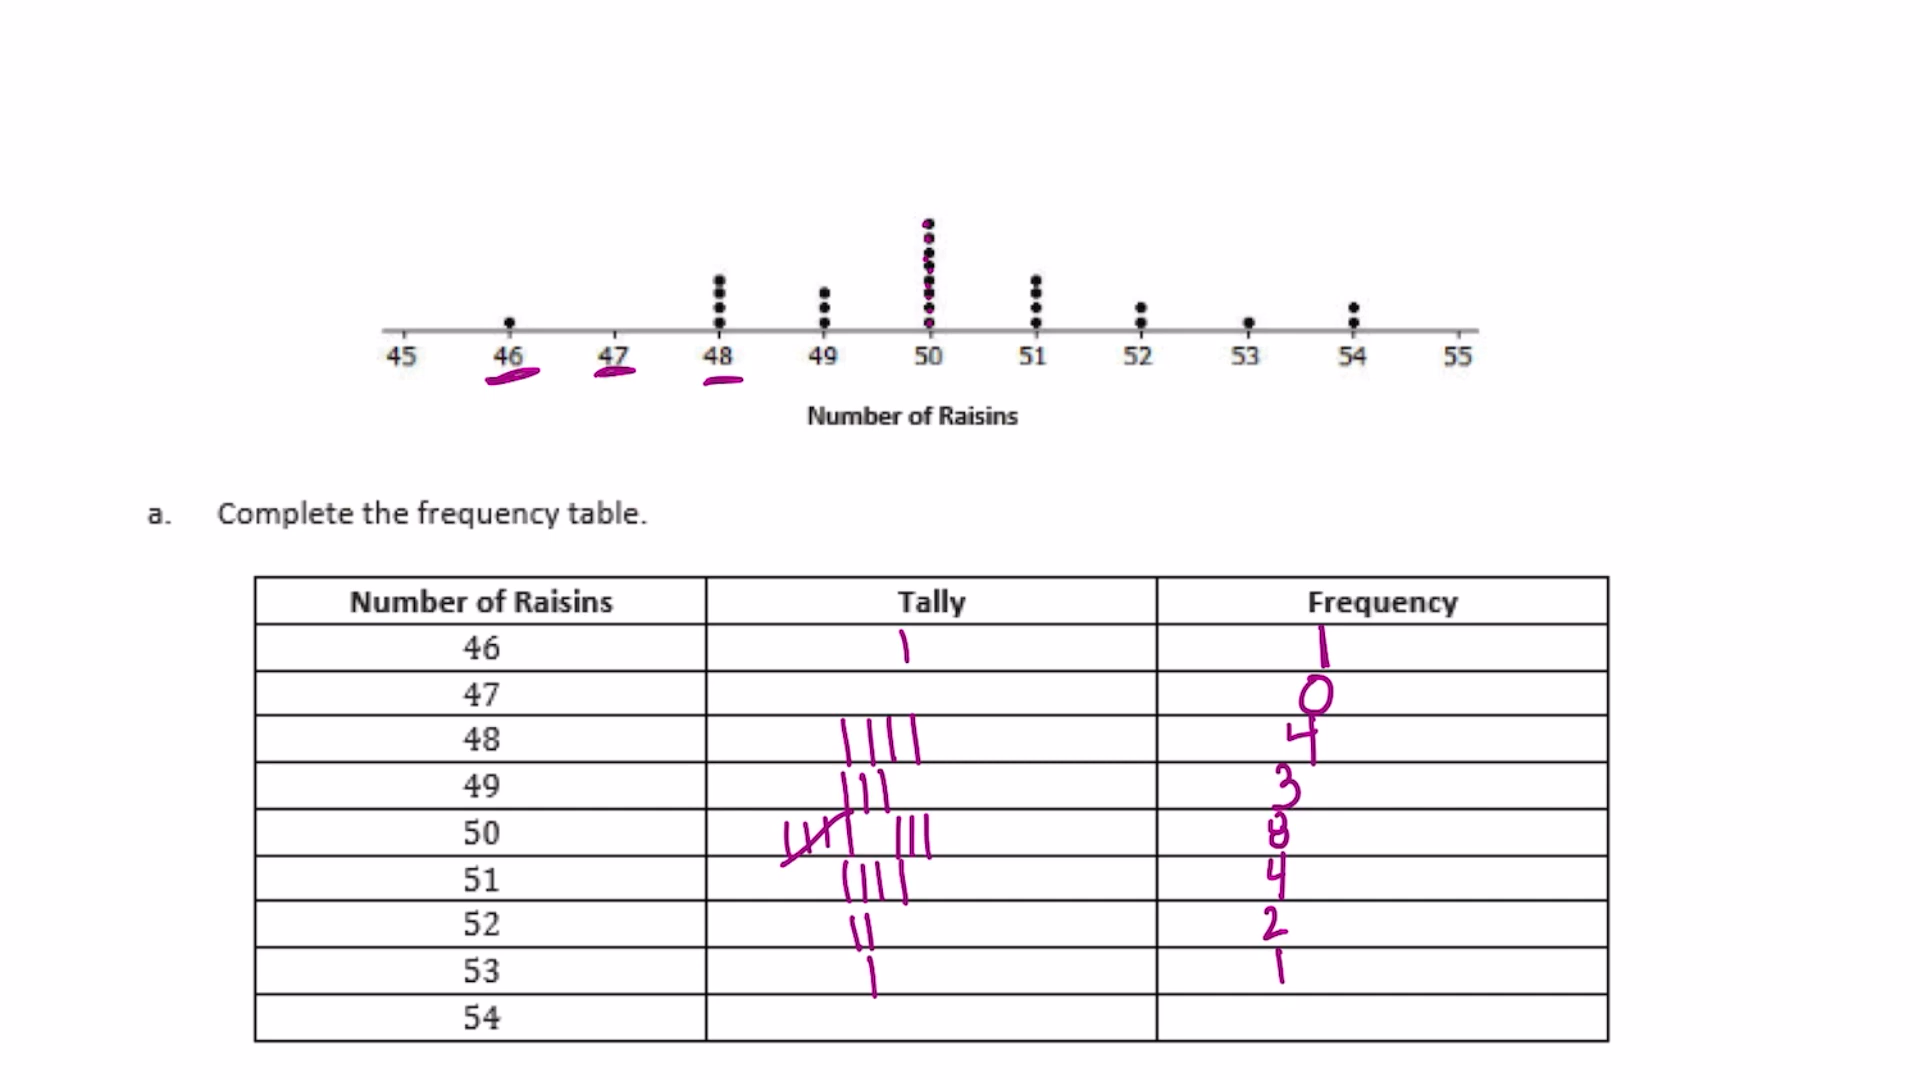 45 46 47 48 49 50 51 52 53 54 55
Number of Raisins
a. Complete the frequency table.
Number of Raisins Tally Frequency
46 | 1
47 0
48 |||| 4
49 ||| 3
50 |||| ||| 8
51 |||| 4
52 || 2
53 | 1
54